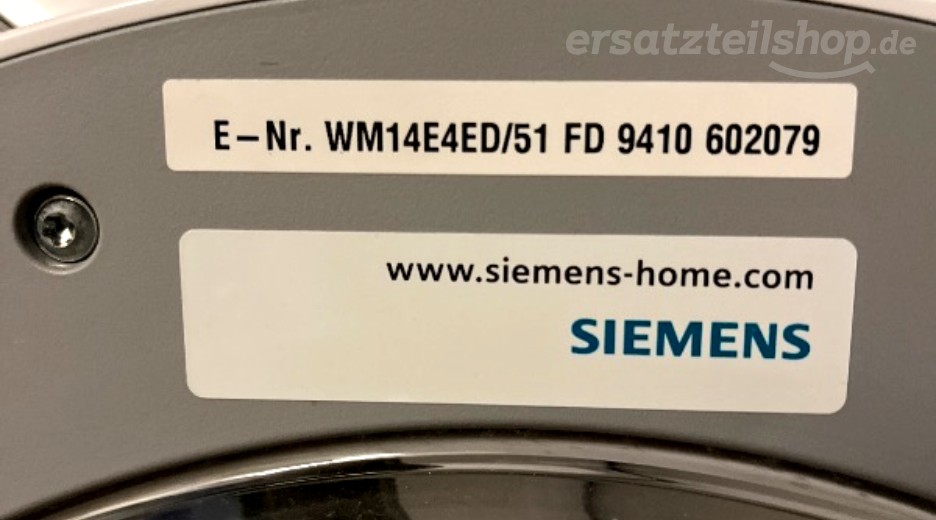 ersatzteilshop.de
E-Nr. WM14E4ED/51 FD 9410 602079
www.siemens-home.com
SIEMENS